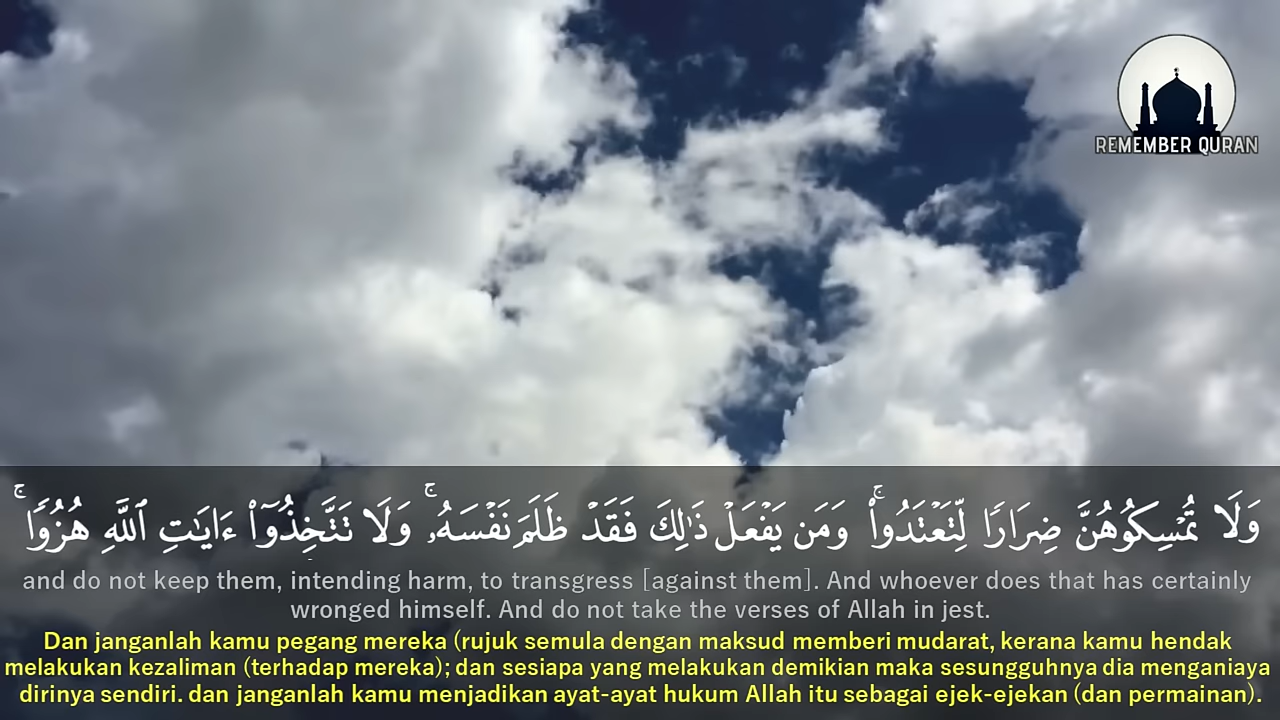 REMEMBER QURAN
وَلَا تُمْسِكُوهُنَّ ضِرَارًا لِّتَعْتَدُوا۟ ۚ وَمَن يَفْعَلْ ذَٰلِكَ فَقَدْ ظَلَمَ نَفْسَهُۥ ۚ وَلَا تَتَّخِذُوٓا۟ ءَايَٰتِ ٱللَّهِ هُزُوًا ۚ
and do not keep them, intending harm, to transgress [against them]. And whoever does that has certainly
wronged himself. And do not take the verses of Allah in jest.
Dan janganlah kamu pegang mereka (rujuk semula dengan maksud memberi mudarat, kerana kamu hendak
melakukan kezaliman (terhadap mereka); dan sesiapa yang melakukan demikian maka sesungguhnya dia menganiaya
dirinya sendiri. dan janganlah kamu menjadikan ayat-ayat hukum Allah itu sebagai ejek-ejekan (dan permainan).